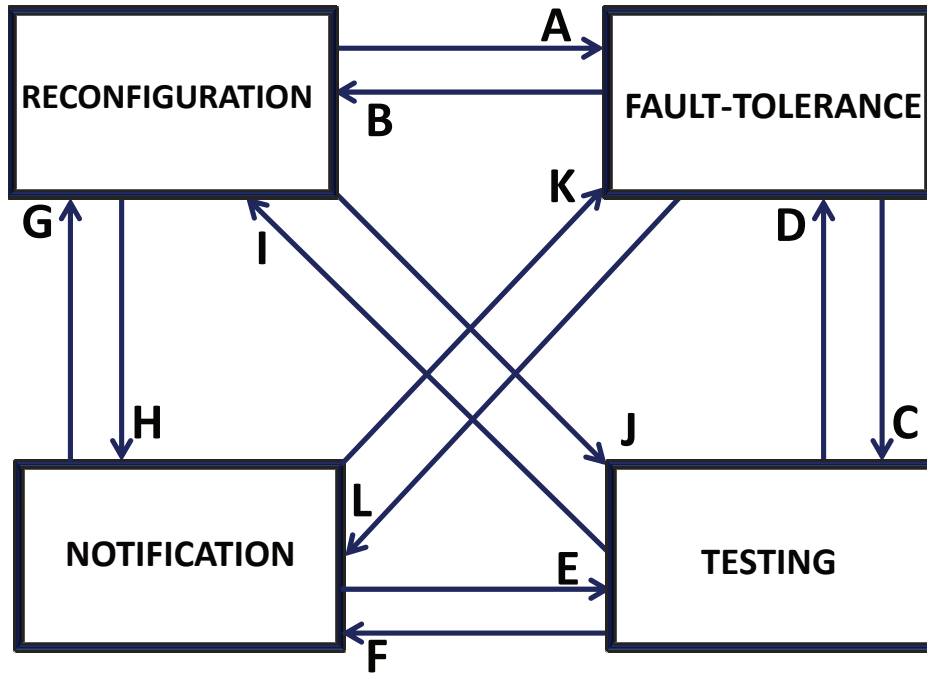 A
RECONFIGURATION
FAULT-TOLERANCE
B
K
G
I
D
H
J
C
L
NOTIFICATION
TESTING
E
F